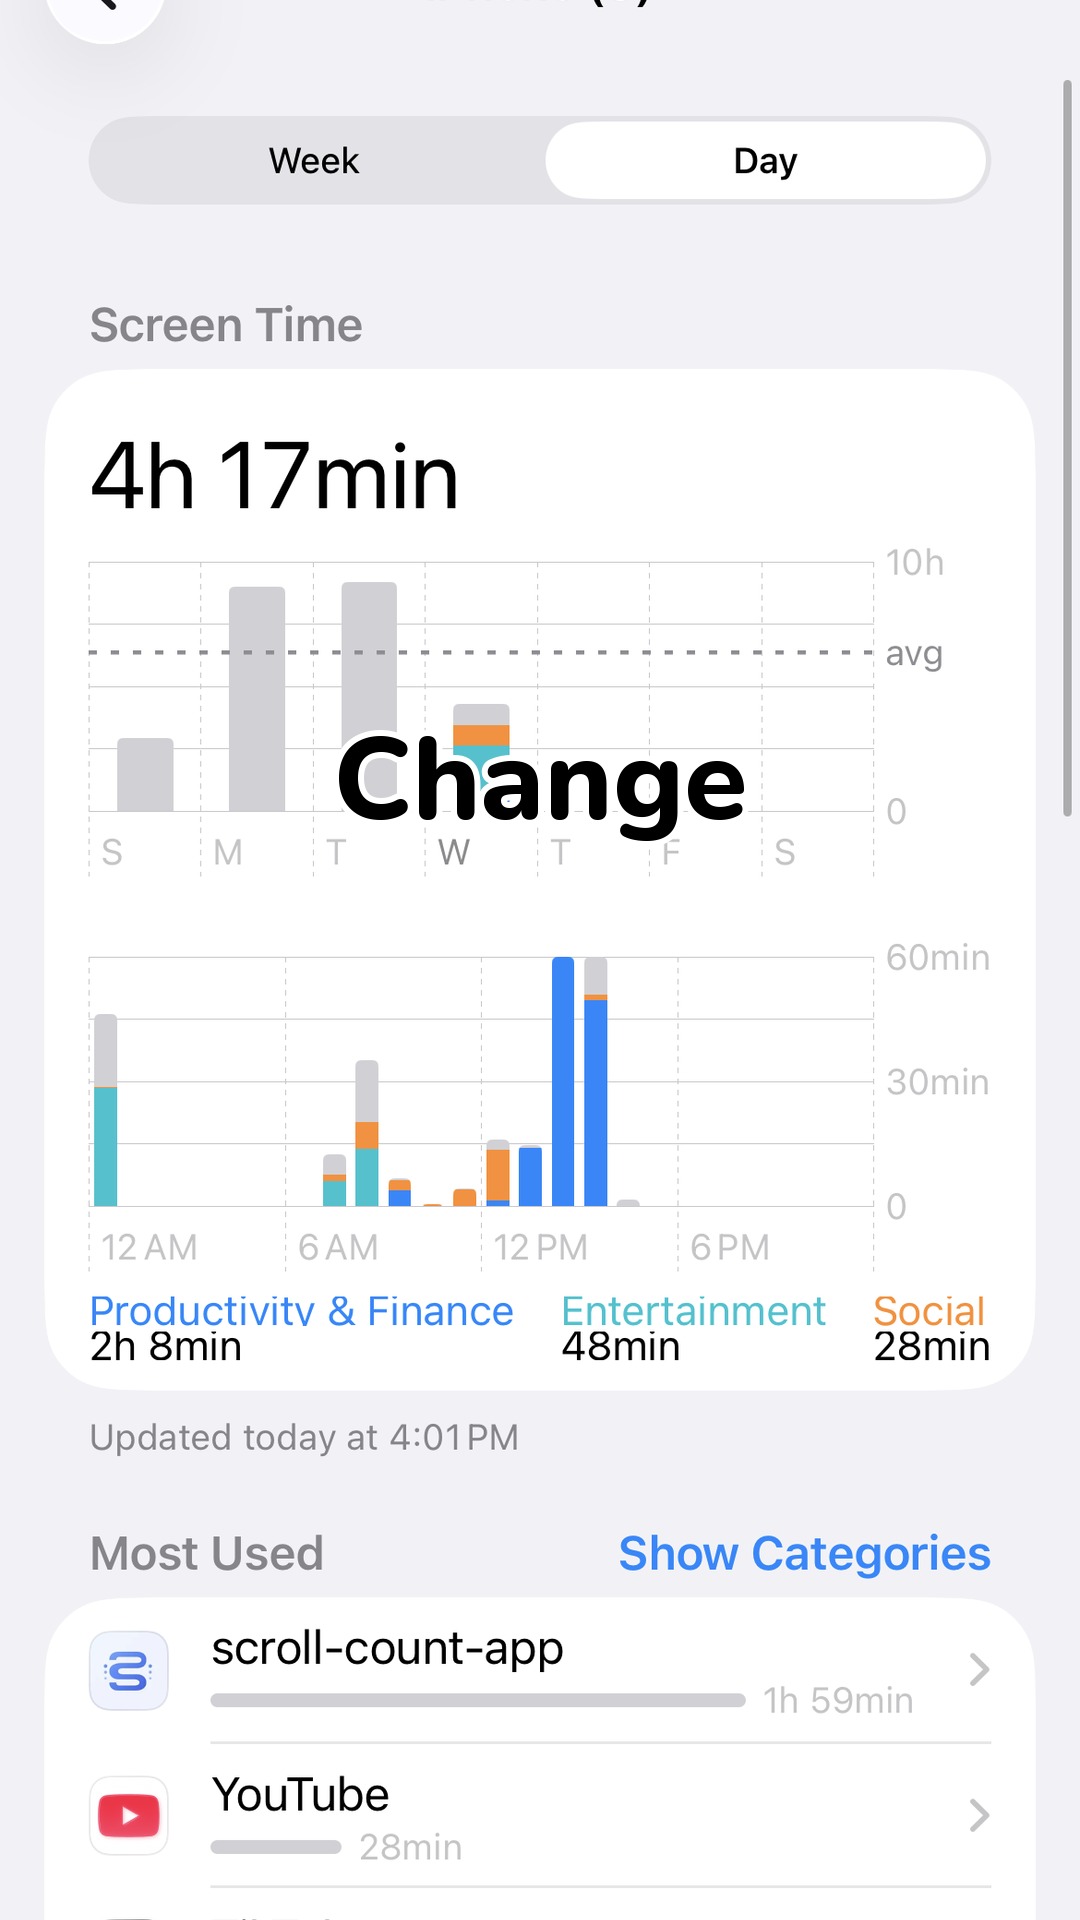 Week
Day
Screen Time
4h 17min
10h
avg
0
Change
S M T W T F S
60min
30min
0
12 AM 6 AM 12 PM 6 PM
Productivity & Finance Entertainment Social
2h 8min 48min 28min
Updated today at 4:01 PM
Most Used
Show Categories
scroll-count-app
1h 59min
YouTube
28min